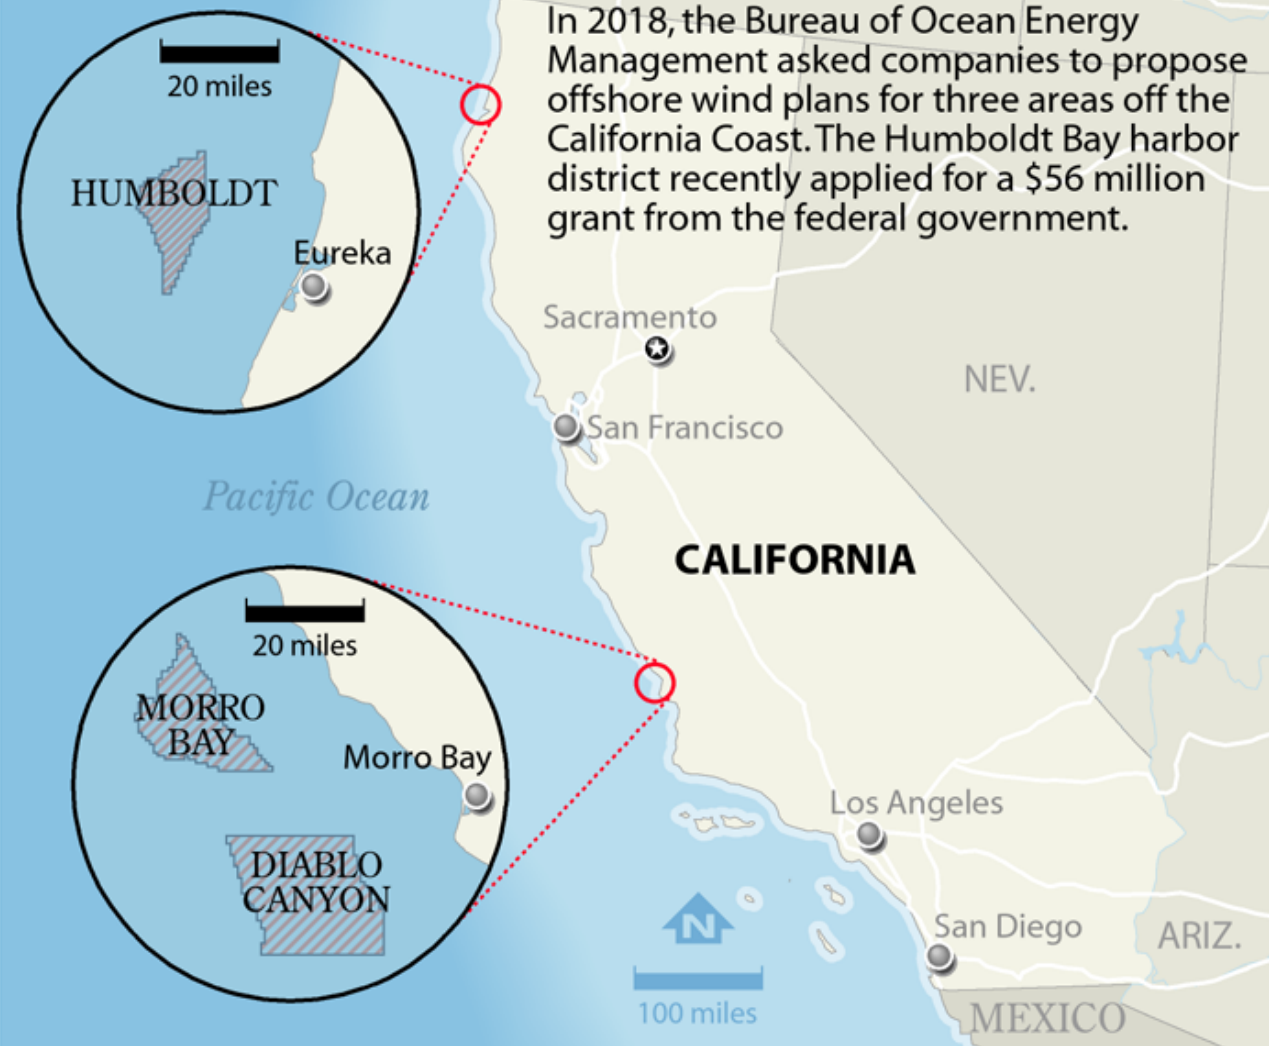 In 2018, the Bureau of Ocean Energy
Management asked companies to propose
offshore wind plans for three areas off the
California Coast. The Humboldt Bay harbor
district recently applied for a $56 million
grant from the federal government.
20 miles
HUMBOLDT
Eureka
Sacramento
NEV.
San Francisco
Pacific Ocean
CALIFORNIA
20 miles
MORRO
BAY
Morro Bay
Los Angeles
DIABLO
CANYON
N
San Diego
ARIZ.
100 miles
MEXICO